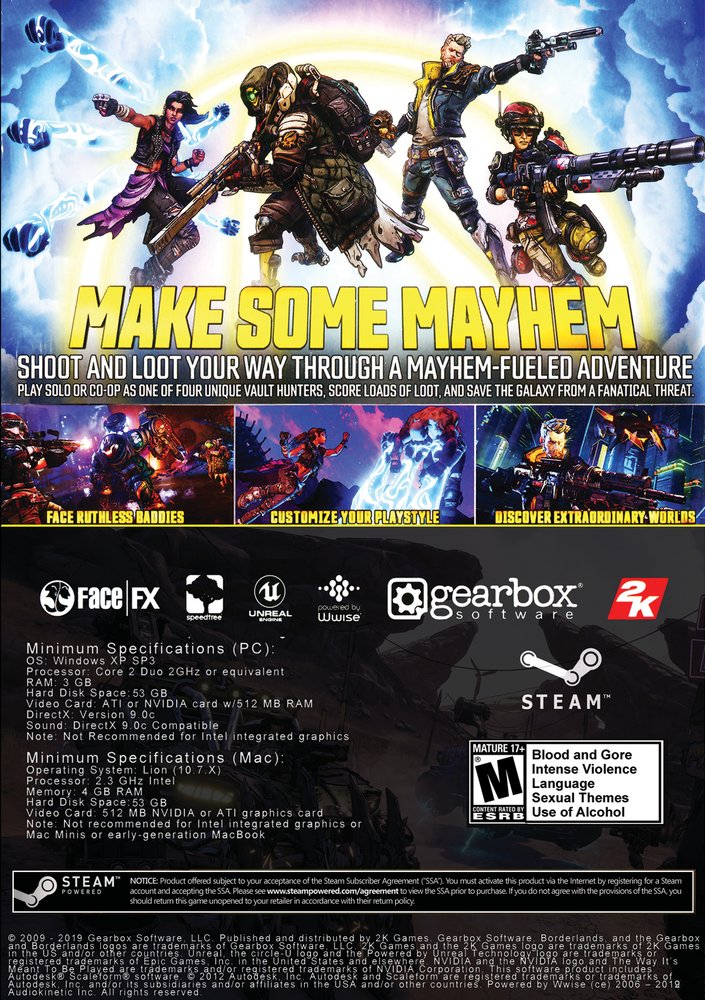 MAKE SOME MAYHEM
SHOOT AND LOOT YOUR WAY THROUGH A MAYHEM-FUELED ADVENTURE
PLAY SOLO OR CO-OP AS ONE OF FOUR UNIQUE VAULT HUNTERS, SCORE LOADS OF LOOT, AND SAVE THE GALAXY FROM A FANATICAL THREAT.
FACE RUTHLESS BADDIES
CUSTOMIZE YOUR PLAYSTYLE
DISCOVER EXTRAORDINARY WORLDS
FACE|FX
speedtree
UNREAL
ENGINE
powered by
Wwise
gearbox®
software
2K
Minimum Specifications (PC):
OS: Windows XP SP3
Processor: Core 2 Duo 2GHz or equivalent
RAM: 3 GB
Hard Disk Space: 53 GB
Video Card: ATI or NVIDIA card w/512 MB RAM
DirectX: Version 9.0c
Sound: DirectX 9.0c Compatible
Note: Not Recommended for Intel integrated graphics
STEAM™
Minimum Specifications (Mac):
Operating System: Lion (10.7.X)
Processor: 2.3 GHz Intel
Memory: 4 GB RAM
Hard Disk Space: 53 GB
Video Card: 512 MB NVIDIA or ATI graphics card
Note: Not recommended for Intel integrated graphics or
Mac Minis or early-generation MacBook
MATURE 17+
M®
CONTENT RATED BY
ESRB
Blood and Gore
Intense Violence
Language
Sexual Themes
Use of Alcohol
STEAM™
POWERED
NOTICE: Product offered subject to your acceptance of the Steam Subscriber Agreement ("SSA"). You must activate this product via the Internet by registering for a Steam
account and accepting the SSA. Please see www.steampowered.com/agreement to view the SSA prior to purchase. If you do not agree with the provisions of the SSA, you
should return this game unopened to your retailer in accordance with their return policy.
© 2009 - 2019 Gearbox Software, LLC. Published and distributed by 2K Games. Gearbox Software, Borderlands, and the Gearbox
and Borderlands logos are trademarks of Gearbox Software, LLC. 2K Games and the 2K Games logo are trademarks of 2K Games
in the US and/or other countries. Unreal, the circle-U logo and the Powered by Unreal Technology logo are trademarks or
registered trademarks of Epic Games, Inc. in the United States and elsewhere. NVIDIA and the NVIDIA logo and The Way It's
Meant To Be Played are trademarks and/or registered trademarks of NVIDIA Corporation. This software product includes
Autodesk® Scaleform® software, © 2012 Autodesk, Inc. Autodesk and Scaleform are registered trademarks or trademarks of
Autodesk, Inc. and/or its subsidiaries and/or affiliates in the USA and/or other countries. Powered by Wwise (ce) 2006 – 2012
Audiokinetic Inc. All rights reserved.